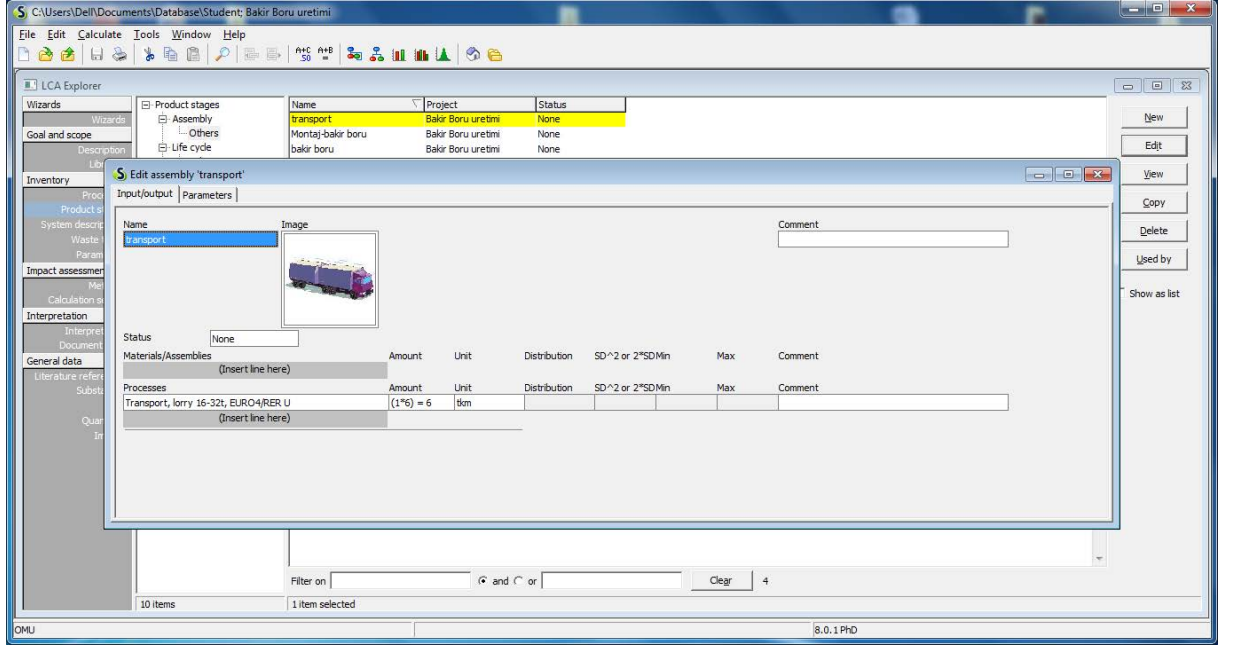 C:\Users\Dell\Documents\Database\Student; Bakir Boru uretimi
File Edit Calculate Tools Window Help
A+C .50 A+B =
LCA Explorer
Wizards
Wizards
Goal and scope
Description
Inventory
Product s
System descrip
Waste
Param
Impact assessmen
Calculation s
Interpretation
Interpret
Document
General data
Literature refere
Subst
Quan
Product stages
Assembly
Others
Life cycle
Name Project Status
transport Bakir Boru uretimi None
Montaj-bakir boru Bakir Boru uretimi None
bakir boru Bakir Boru uretimi None
New
Edit
View
Copy
Delete
Used by
Show as list
Edit assembly 'transport'
Input/output Parameters
Name Image Comment
transport
Status None
Materials/Assemblies Amount Unit Distribution SD^2 or 2*SD Min Max Comment
(Insert line here)
Processes Amount Unit Distribution SD^2 or 2*SD Min Max Comment
Transport, lorry 16-32t, EURO4/RER U (1*6) = 6 tkm
(Insert line here)
Filter on and or Clear 4
10 items 1 item selected
OMU 8.0.1 PhD